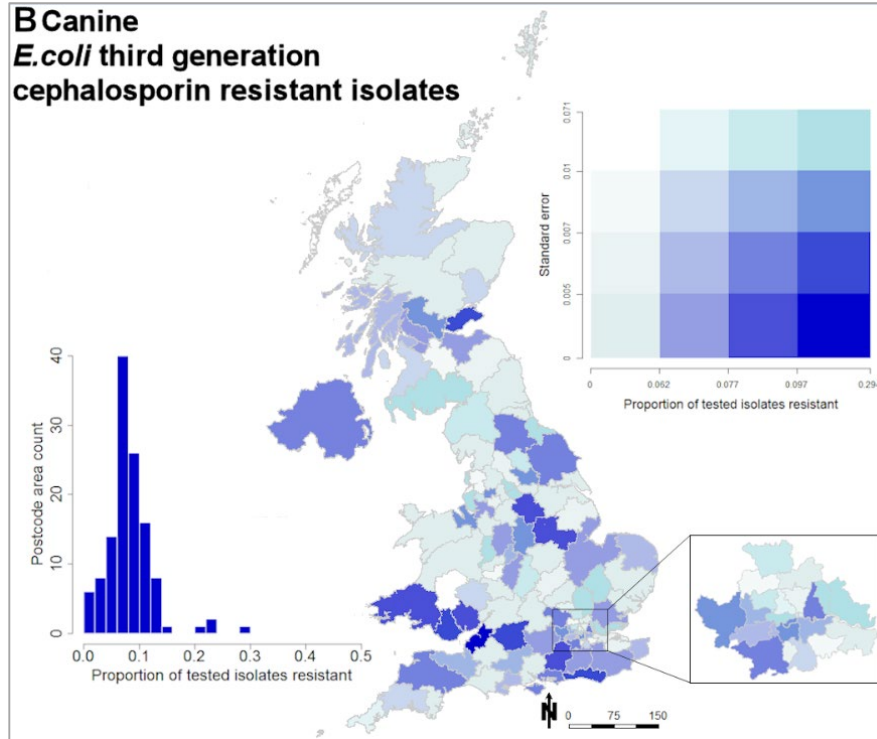 B Canine
E.coli third generation
cephalosporin resistant isolates
Standard error
0.071
0.01
0.007
0.005
0
0 0.062 0.077 0.097 0.294
Proportion of tested isolates resistant
Postcode area count
40
30
20
10
0
0.0 0.1 0.2 0.3 0.4 0.5
Proportion of tested isolates resistant
N
0 75 150